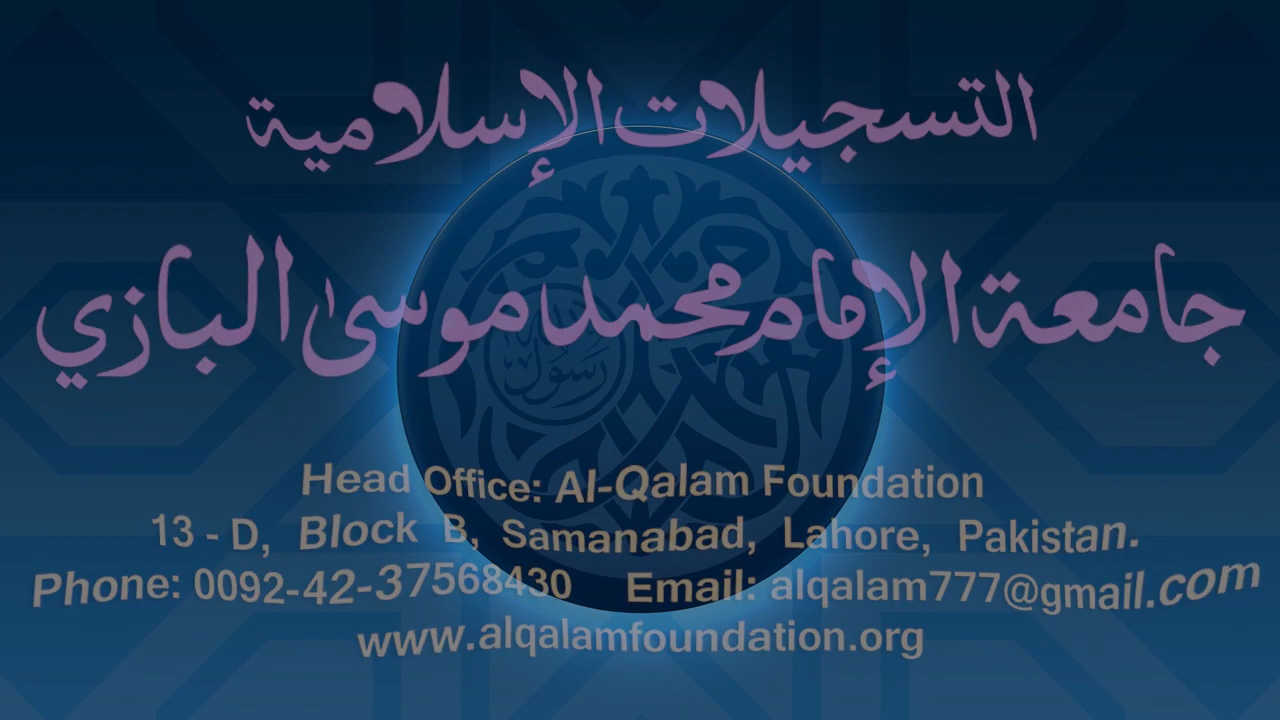 التسجيلات الإسلامية
جامعة الإمام محمد موسىٰ البازي
رسول
Head Office: Al-Qalam Foundation
13 - D, Block B, Samanabad, Lahore, Pakistan.
Phone: 0092-42-37568430 Email: alqalam777@gmail.com
www.alqalamfoundation.org